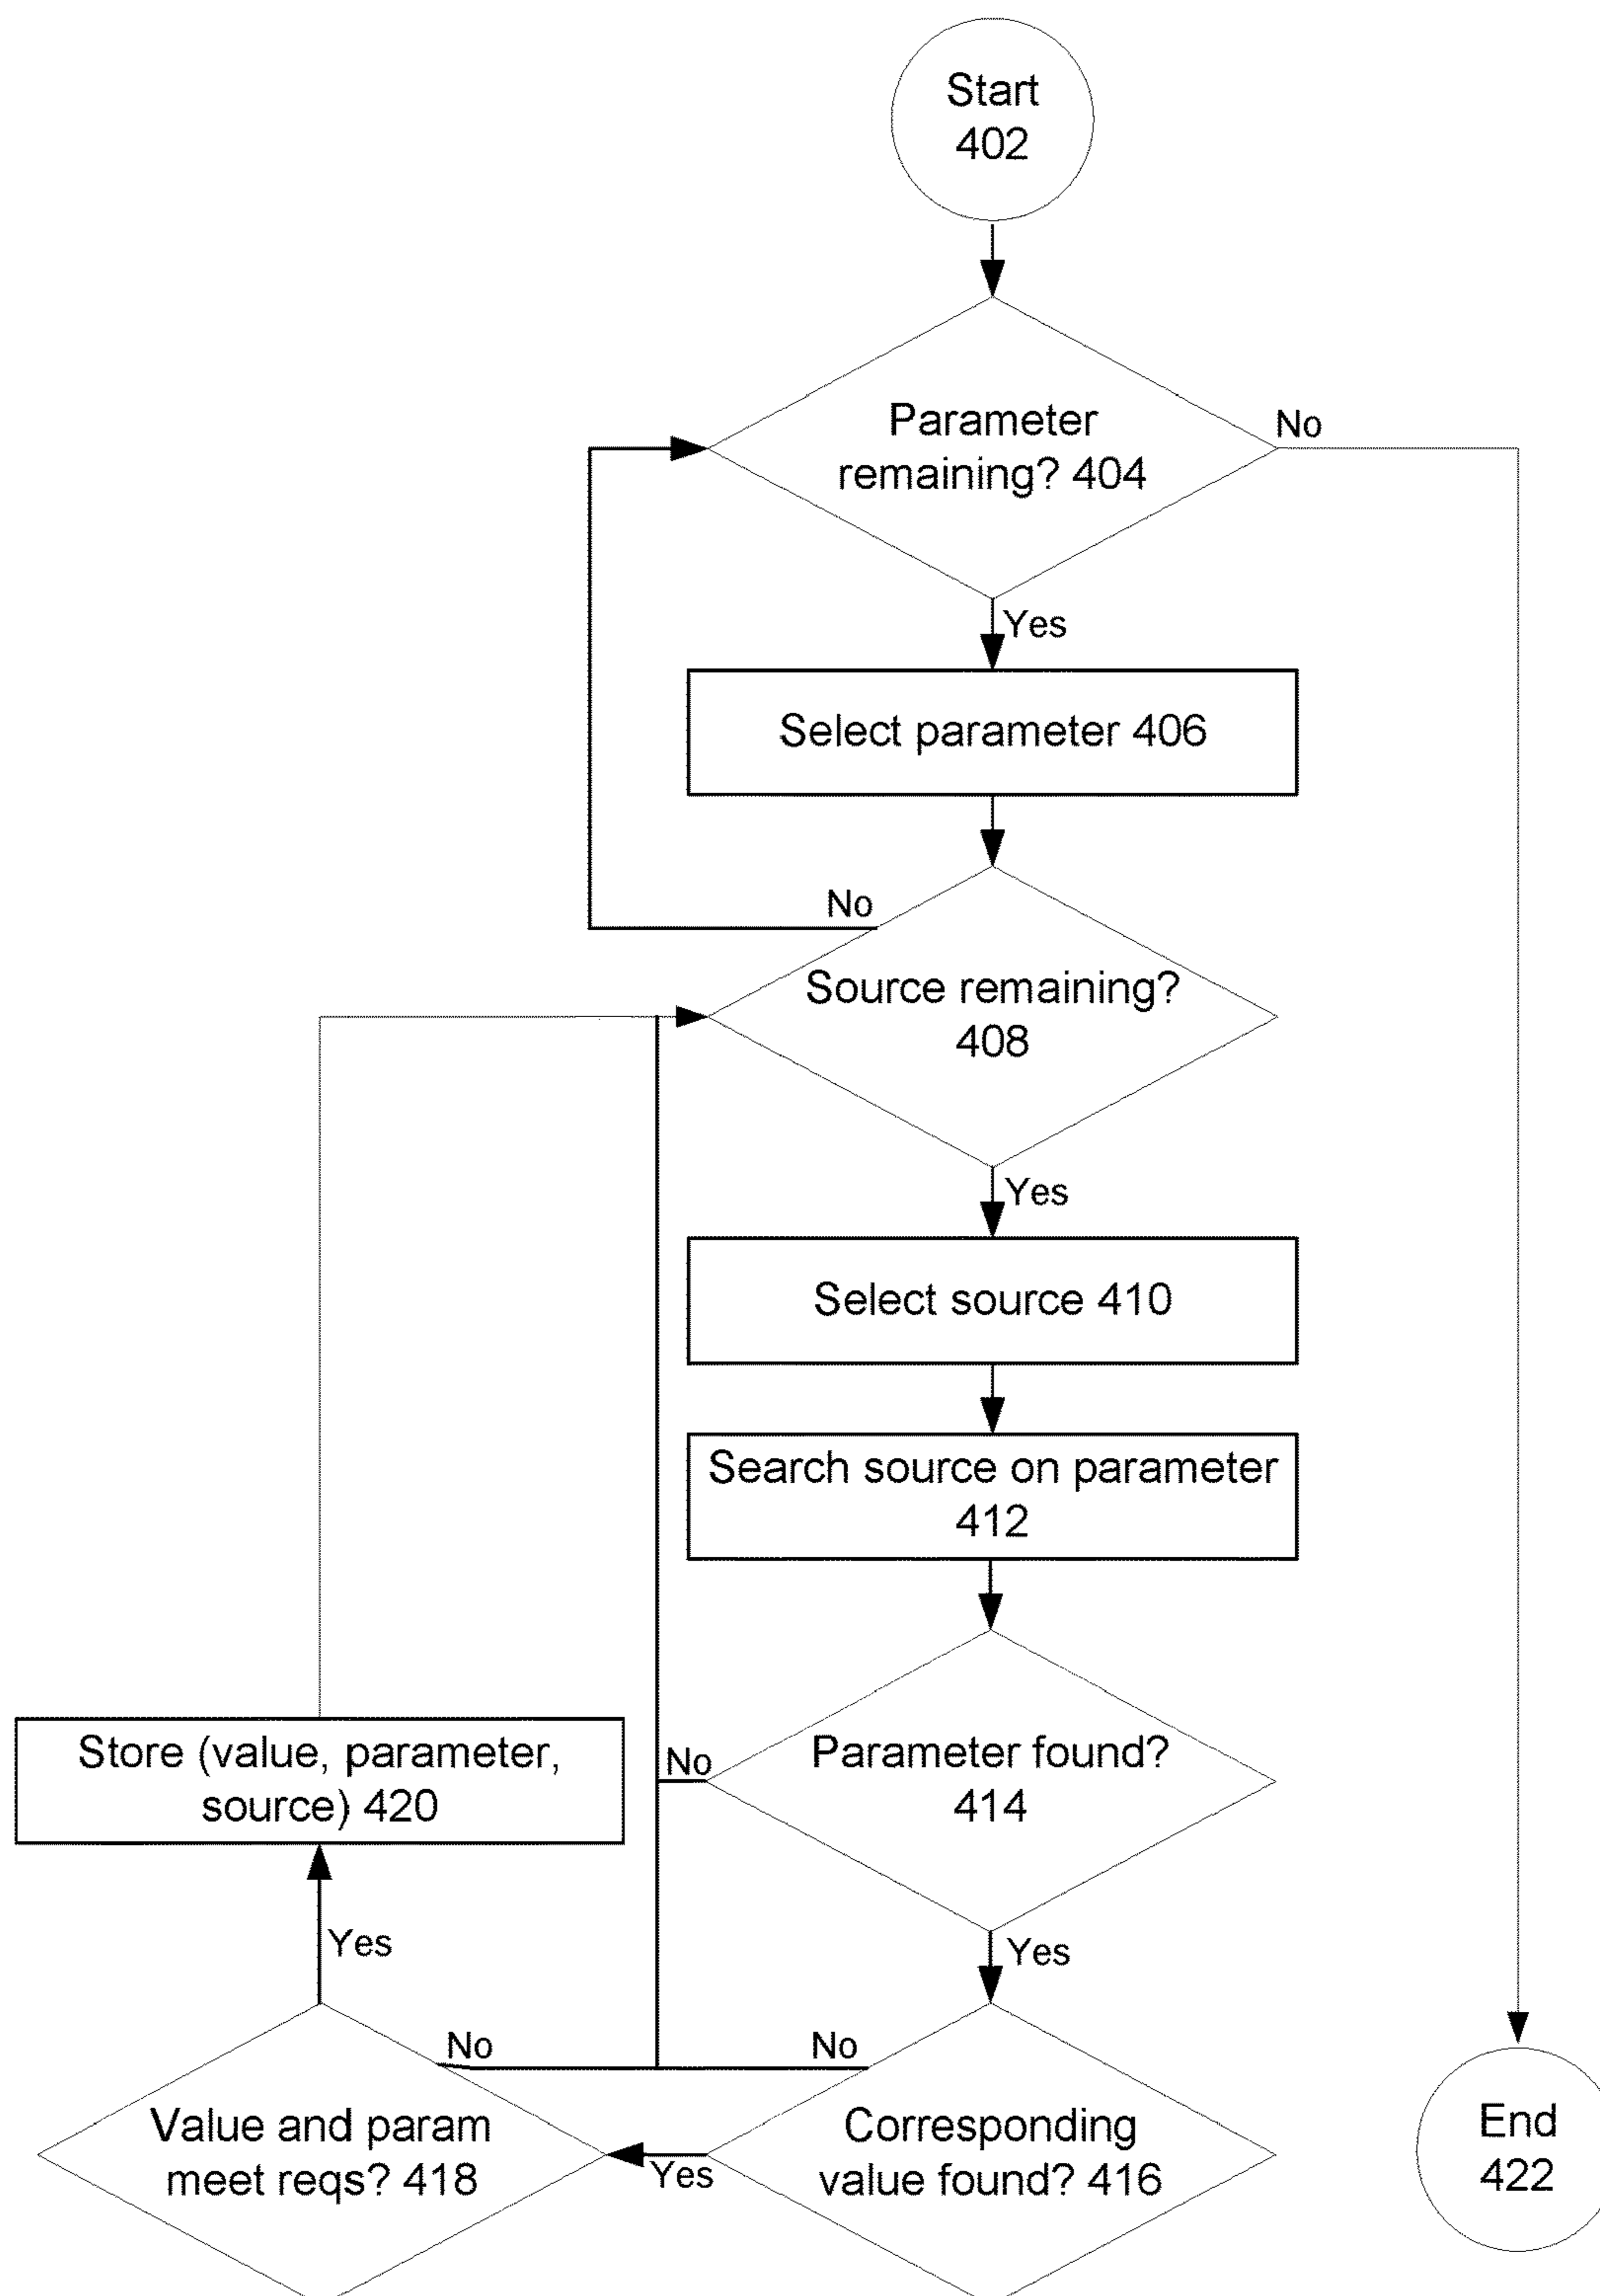 Start
402
Parameter
remaining? 404
No
Yes
Select parameter 406
No
Source remaining?
408
Yes
Select source 410
Search source on parameter
412
Store (value, parameter,
source) 420
No
Parameter found?
414
Yes
Yes
No
No
Value and param
meet reqs? 418
Yes
Corresponding
value found? 416
End
422